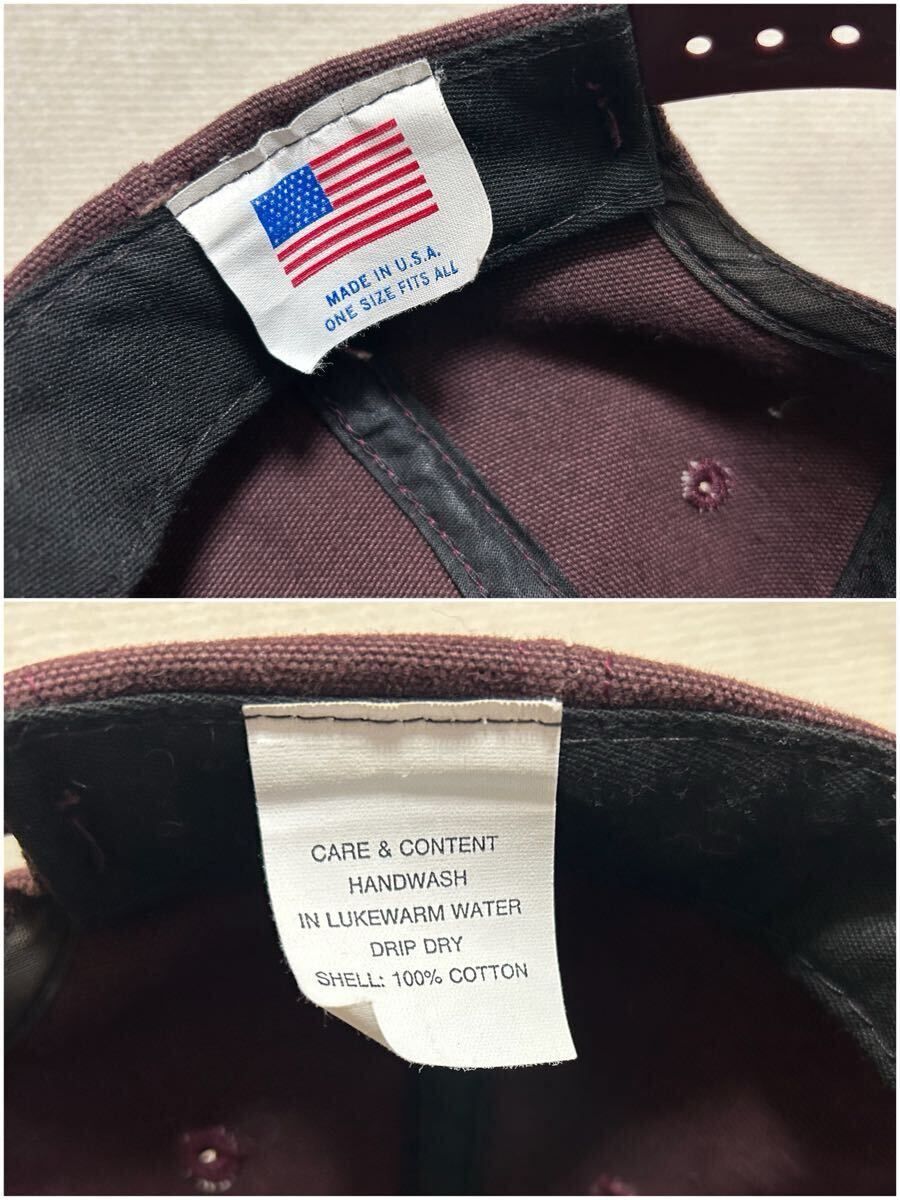 MADE IN U.S.A.
ONE SIZE FITS ALL
CARE & CONTENT
HANDWASH
IN LUKEWARM WATER
DRIP DRY
SHELL: 100% COTTON